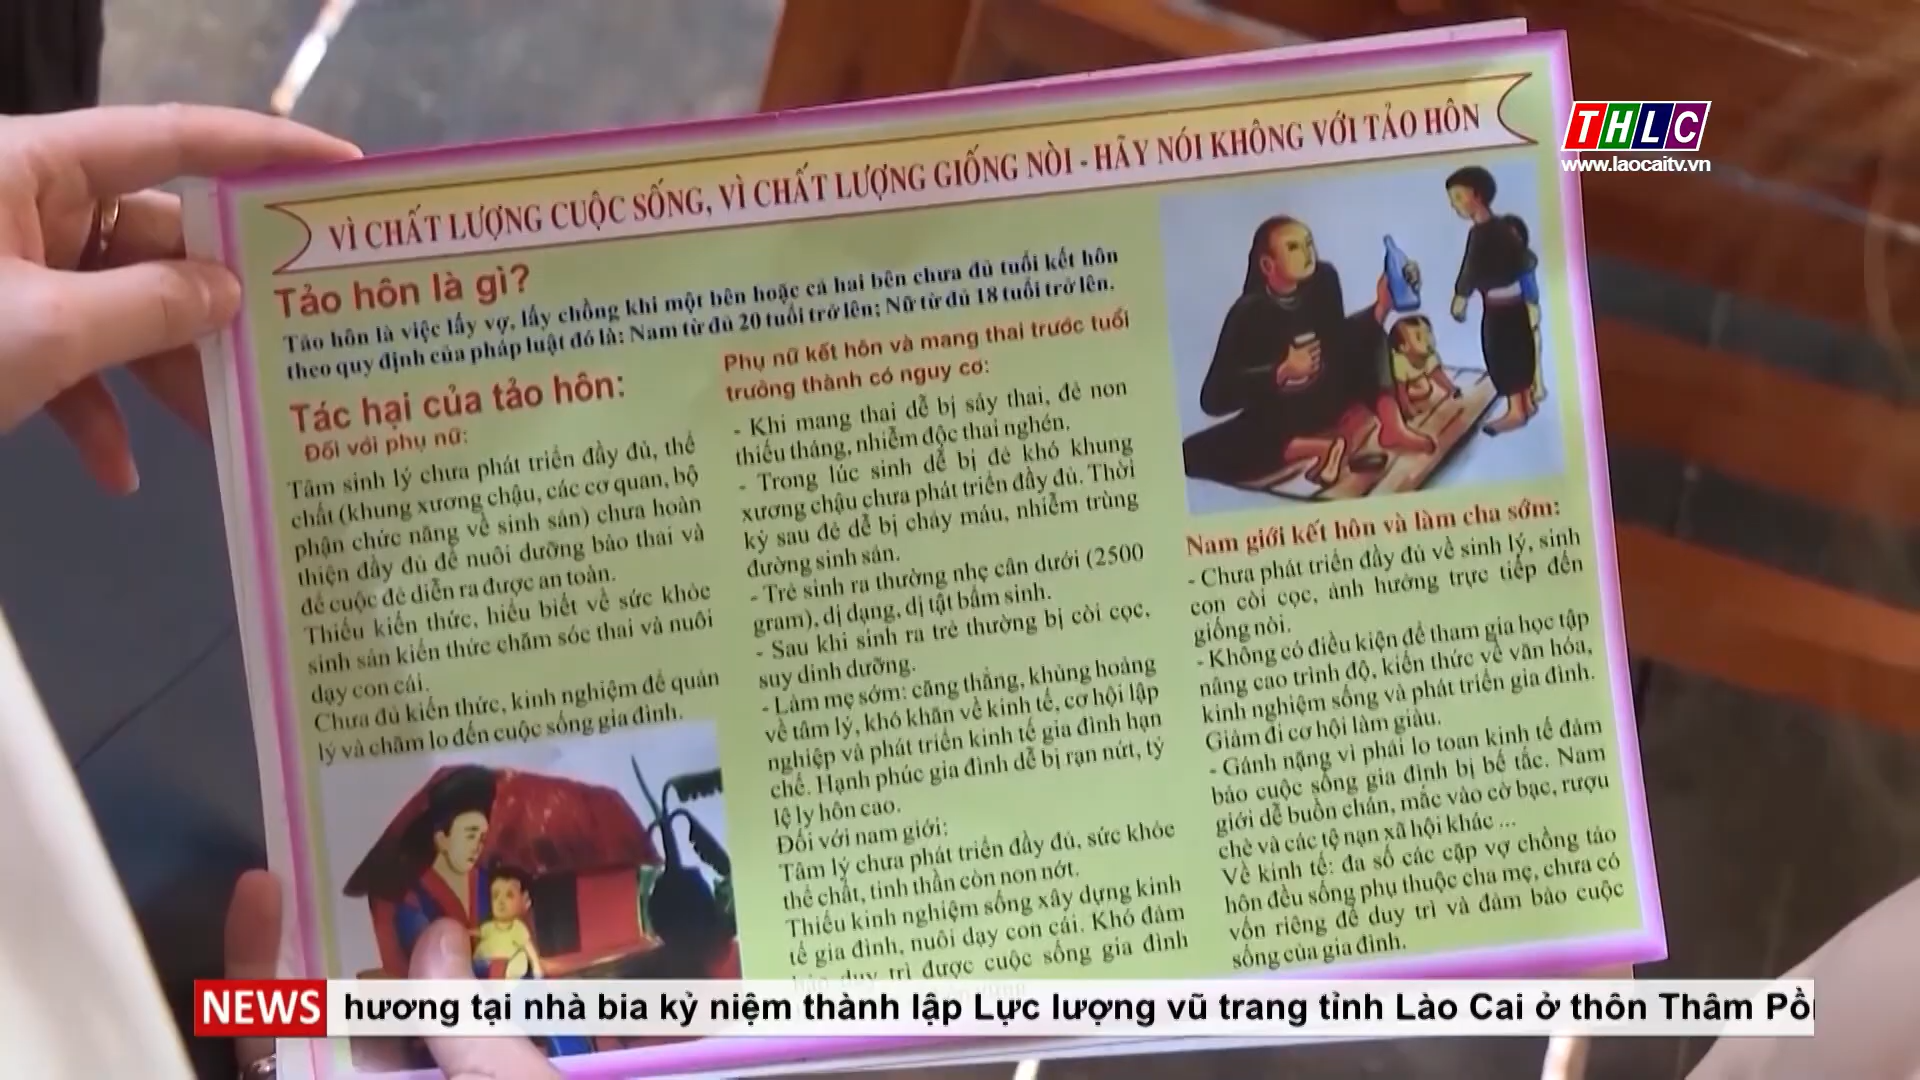 THLC
www.laocaitv.vn
VÌ CHẤT LƯỢNG CUỘC SỐNG, VÌ CHẤT LƯỢNG GIỐNG NÒI - HÃY NÓI KHÔNG VỚI TẢO HÔN
Tảo hôn là gì?
Tảo hôn là việc lấy vợ, lấy chồng khi một bên hoặc cả hai bên chưa đủ tuổi kết hôn
theo quy định của pháp luật đó là: Nam từ đủ 20 tuổi trở lên; Nữ từ đủ 18 tuổi trở lên.
Tác hại của tảo hôn:
Đối với phụ nữ:
Tâm sinh lý chưa phát triển đầy đủ, thể
chất (khung xương chậu, các cơ quan, bộ
phận chức năng về sinh sản) chưa hoàn
thiện đầy đủ để nuôi dưỡng bào thai và
để cuộc đẻ diễn ra được an toàn.
Thiếu kiến thức, hiểu biết về sức khỏe
sinh sản kiến thức chăm sóc thai và nuôi
dạy con cái.
Chưa đủ kiến thức, kinh nghiệm để quản
lý và chăm lo đến cuộc sống gia đình.
Phụ nữ kết hôn và mang thai trước tuổi
trưởng thành có nguy cơ:
- Khi mang thai dễ bị sảy thai, đẻ non
thiếu tháng, nhiễm độc thai nghén.
- Trong lúc sinh dễ bị đẻ khó khung
xương chậu chưa phát triển đầy đủ. Thời
kỳ sau đẻ dễ bị chảy máu, nhiễm trùng
đường sinh sản.
- Trẻ sinh ra thường nhẹ cân dưới (2500
gram), dị dạng, dị tật bẩm sinh.
- Sau khi sinh ra trẻ thường bị còi cọc,
suy dinh dưỡng.
- Làm mẹ sớm: căng thẳng, khủng hoảng
về tâm lý, khó khăn về kinh tế, cơ hội lập
nghiệp và phát triển kinh tế gia đình hạn
chế. Hạnh phúc gia đình dễ bị rạn nứt, tỷ
lệ ly hôn cao.
Đối với nam giới:
Tâm lý chưa phát triển đầy đủ, sức khỏe
thể chất, tinh thần còn non nớt.
Thiếu kinh nghiệm sống xây dựng kinh
tế gia đình, nuôi dạy con cái. Khó đảm
duy trì được cuộc sống gia đình
Nam giới kết hôn và làm cha sớm:
- Chưa phát triển đầy đủ về sinh lý, sinh
con còi cọc, ảnh hưởng trực tiếp đến
giống nòi.
- Không có điều kiện để tham gia học tập
nâng cao trình độ, kiến thức về văn hóa,
kinh nghiệm sống và phát triển gia đình.
Giảm đi cơ hội làm giàu.
- Gánh nặng vì phải lo toan kinh tế đảm
bảo cuộc sống gia đình bị bế tắc. Nam
giới dễ buồn chán, mắc vào cờ bạc, rượu
chè và các tệ nạn xã hội khác ...
Về kinh tế: đa số các cặp vợ chồng tảo
hôn đều sống phụ thuộc cha mẹ, chưa có
vốn riêng để duy trì và đảm bảo cuộc
sống của gia đình.
NEWS hương tại nhà bia kỷ niệm thành lập Lực lượng vũ trang tỉnh Lào Cai ở thôn Thâm